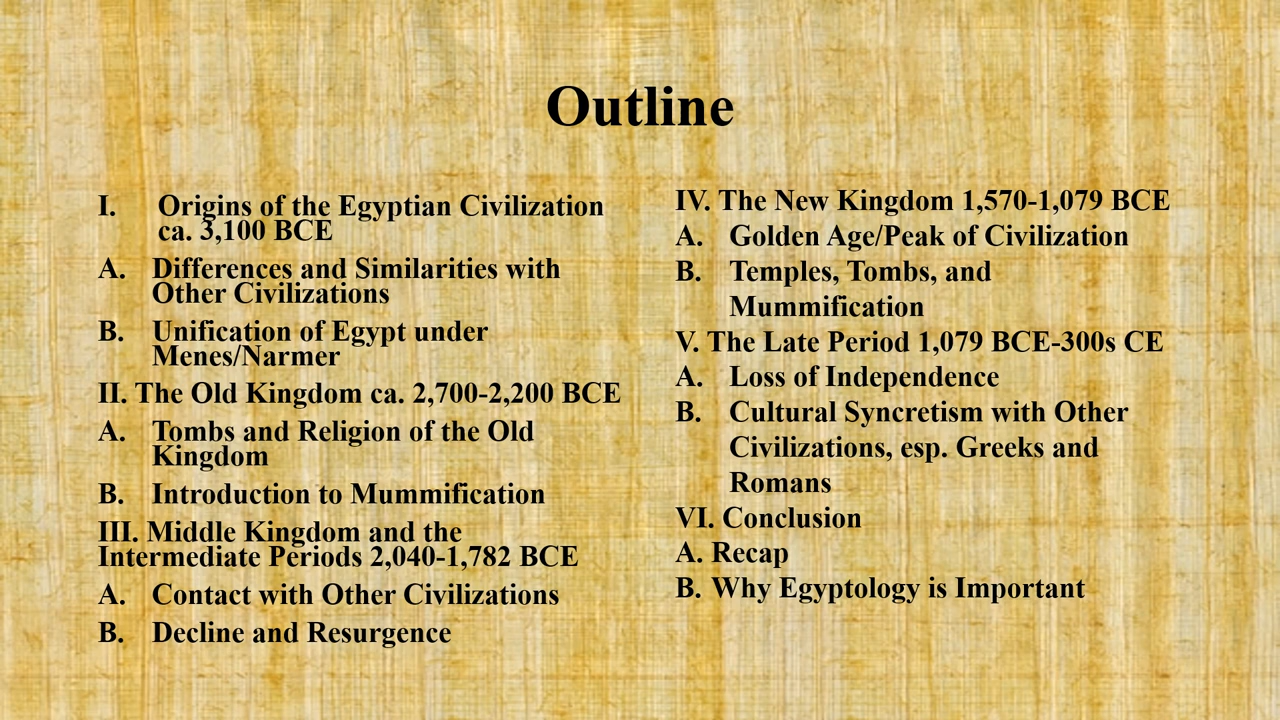 Outline
I. Origins of the Egyptian Civilization
ca. 3,100 BCE
A. Differences and Similarities with
Other Civilizations
B. Unification of Egypt under
Menes/Narmer
II. The Old Kingdom ca. 2,700-2,200 BCE
A. Tombs and Religion of the Old
Kingdom
B. Introduction to Mummification
III. Middle Kingdom and the
Intermediate Periods 2,040-1,782 BCE
A. Contact with Other Civilizations
B. Decline and Resurgence
IV. The New Kingdom 1,570-1,079 BCE
A. Golden Age/Peak of Civilization
B. Temples, Tombs, and
Mummification
V. The Late Period 1,079 BCE-300s CE
A. Loss of Independence
B. Cultural Syncretism with Other
Civilizations, esp. Greeks and
Romans
VI. Conclusion
A. Recap
B. Why Egyptology is Important